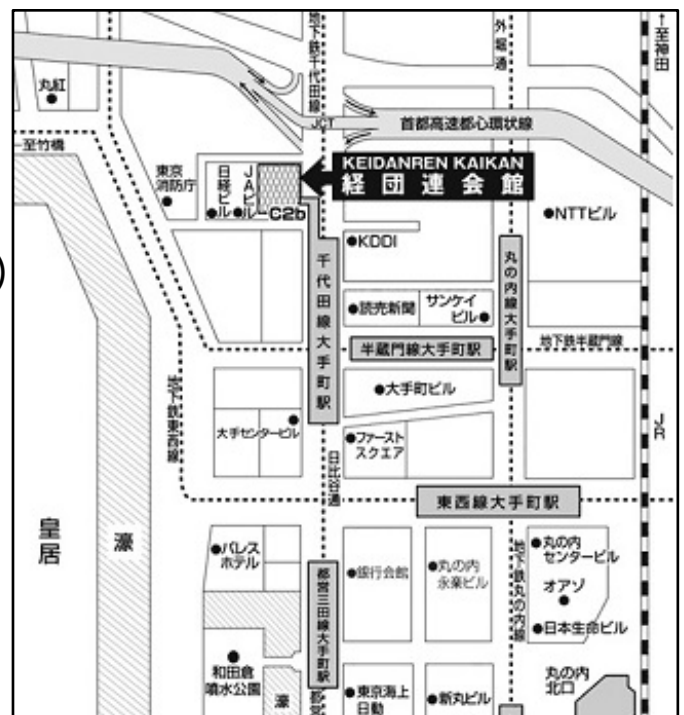 地下鉄千代田線
外堀通
↑至神田
丸紅
JCT
首都高速都心環状線
←至竹橋
東京
消防庁
日経ビル
JAビル
C2b
KEIDANREN KAIKAN
経団連会館
NTTビル
KDDI
千代田線大手町駅
丸の内線大手町駅
読売新聞
サンケイ
ビル
半蔵門線大手町駅
地下鉄半蔵門線
大手町ビル
地下鉄東西線
大手センタービル
ファースト
スクエア
日比谷通
JR
東西線大手町駅
皇居
濠
パレス
ホテル
都営三田線大手町駅
銀行会館
丸の内
永楽ビル
地下鉄丸の内線
丸の内
センタービル
オアゾ
日本生命ビル
和田倉
噴水公園
濠
都営
東京海上
日動
新丸ビル
丸の内
北口